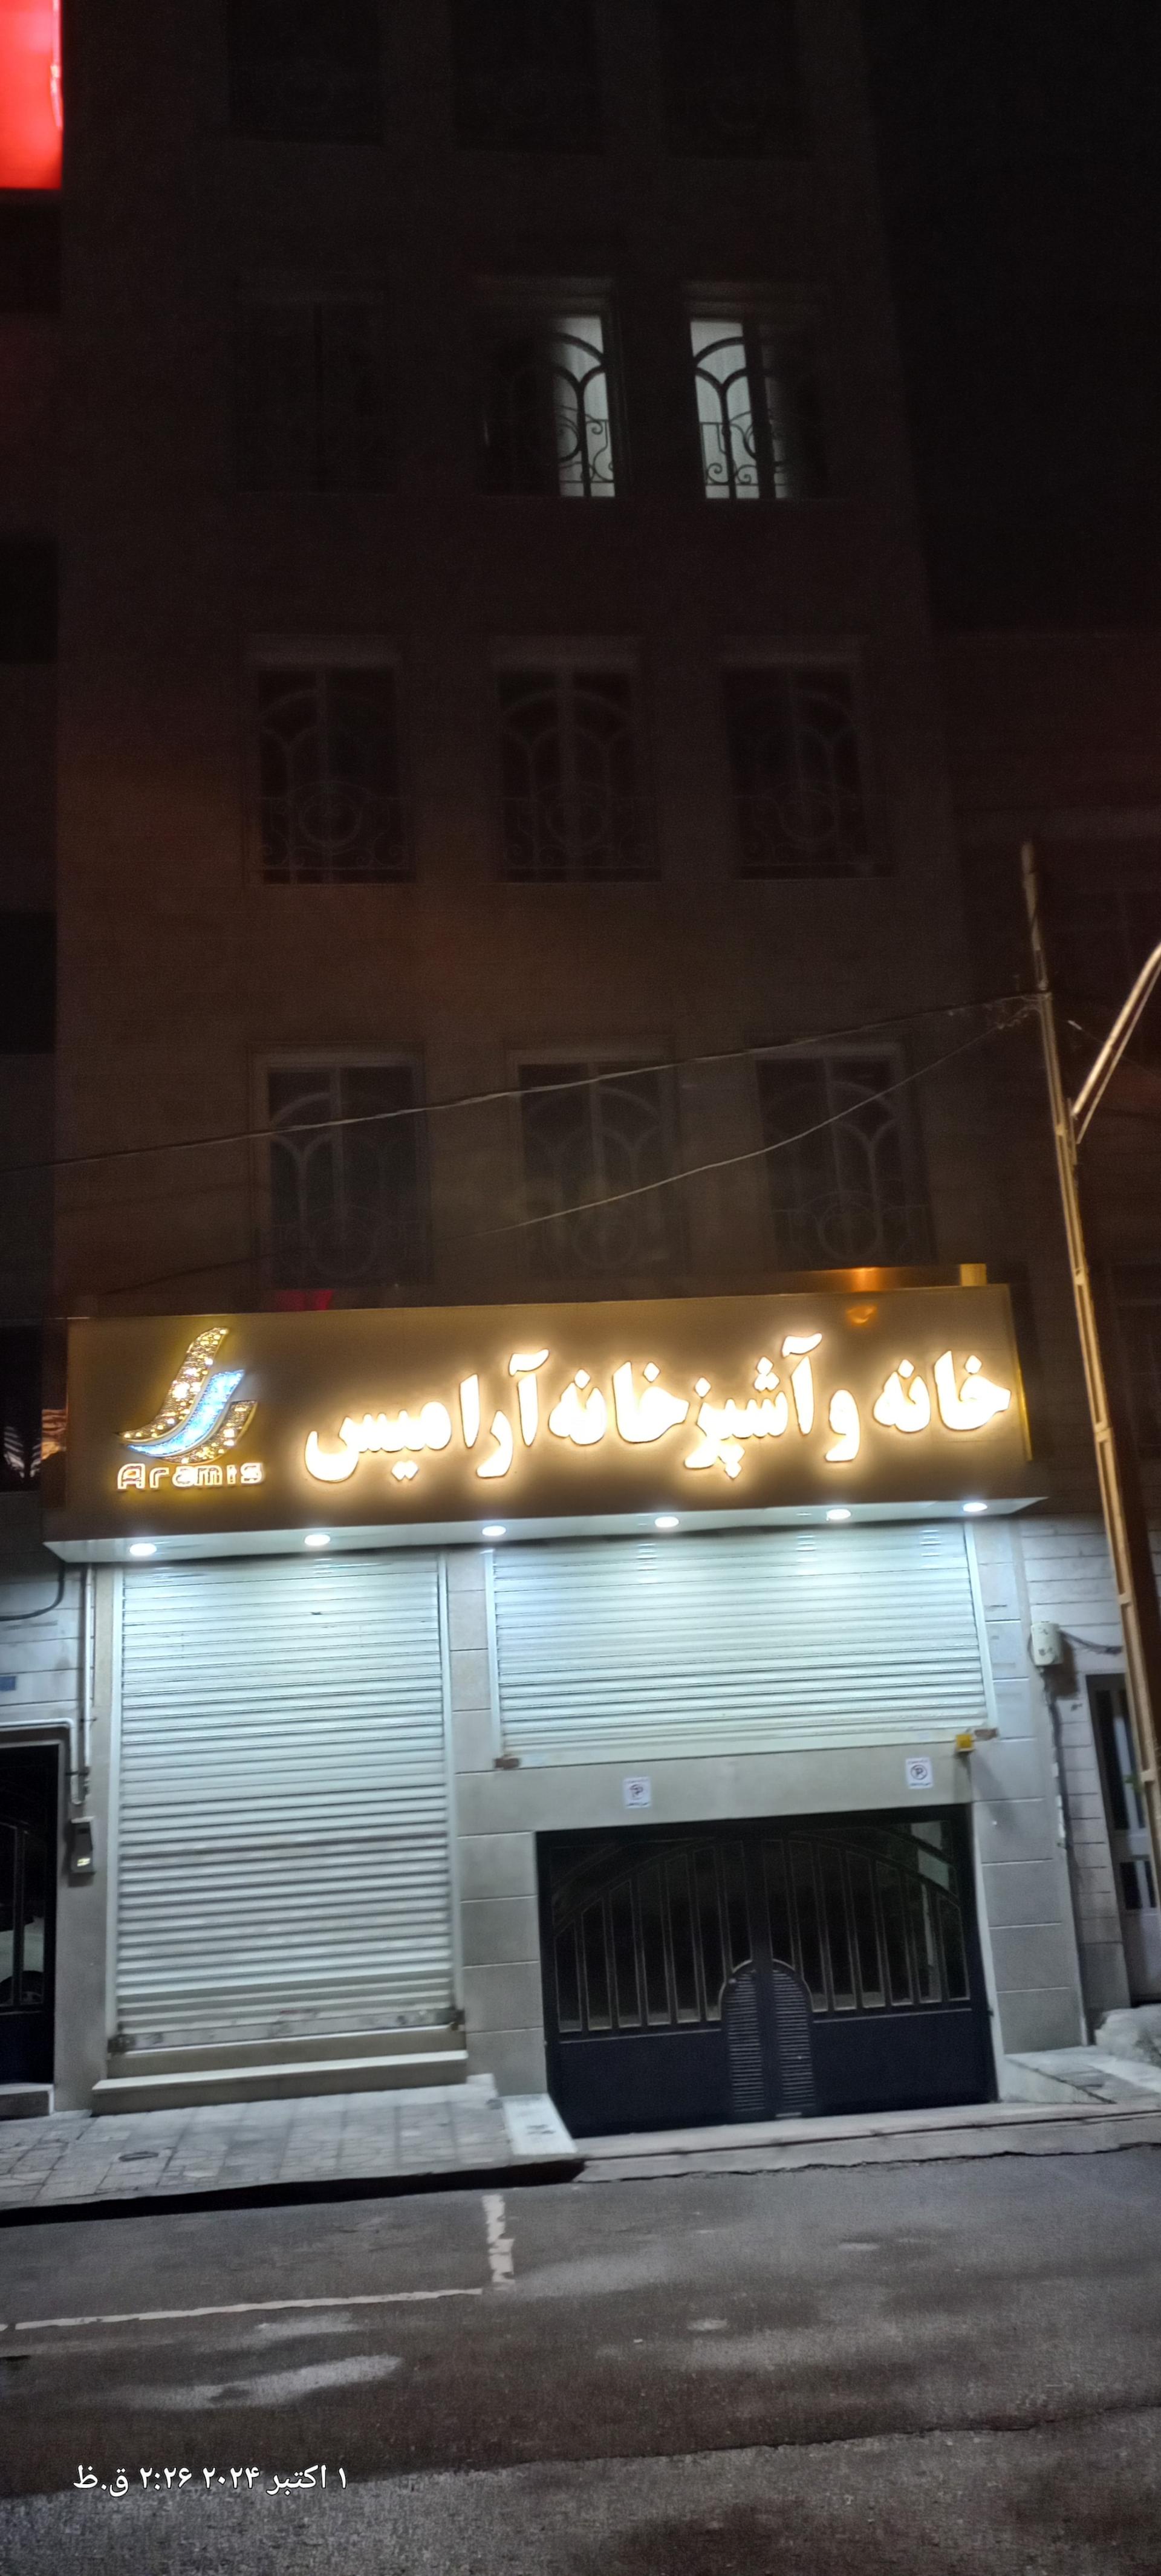 خانه و آشپزخانه آرامیس
Aramis
۱ اکتبر ۲۰۲۴ ۲:۲۶ ق.ظ